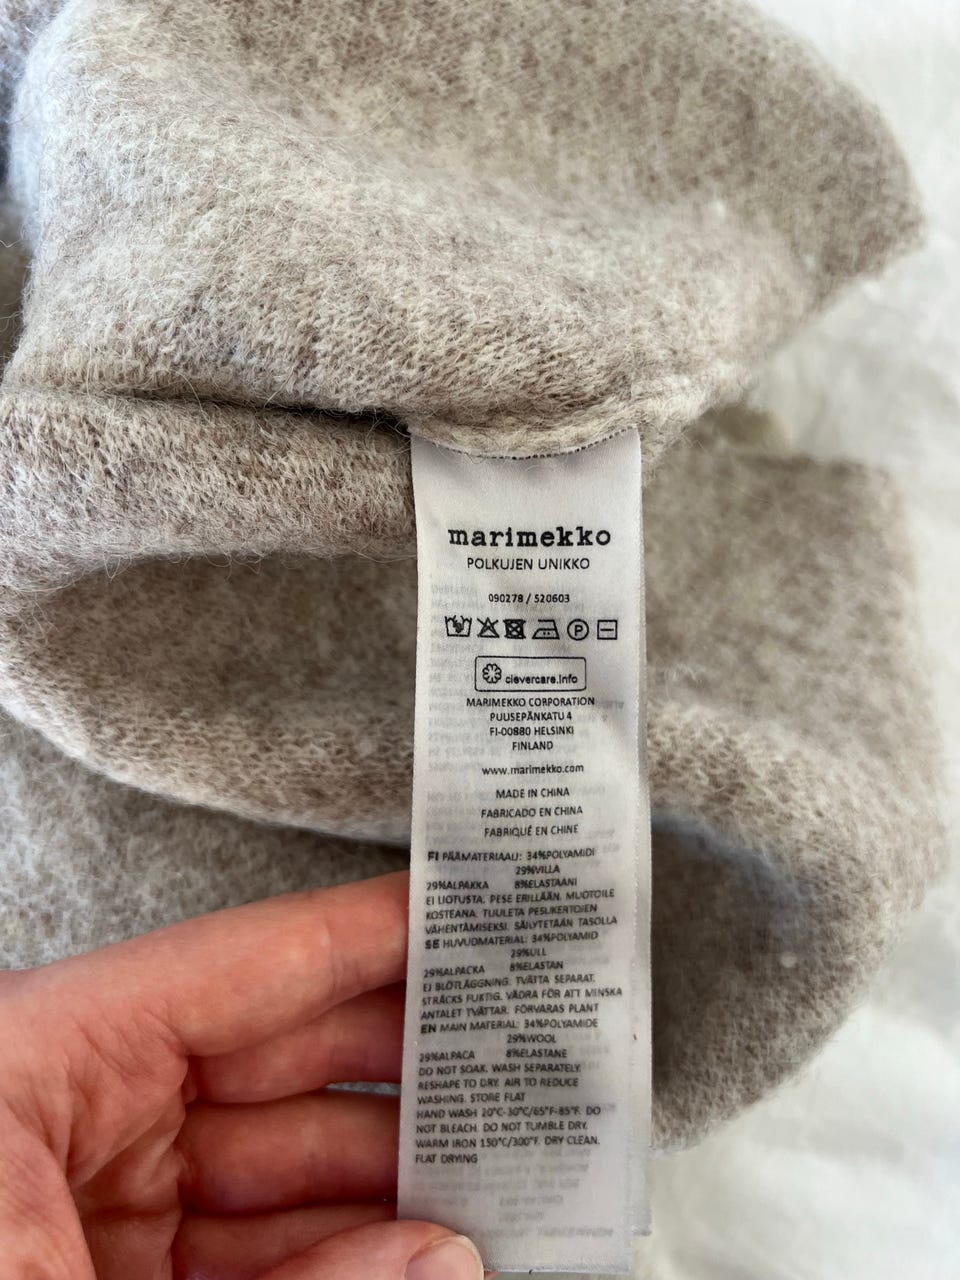 marimekko
POLKUJEN UNIKKO
090278 / 520603
P
clevercare.info
MARIMEKKO CORPORATION
PUUSEPÄNKATU 4
FI-00880 HELSINKI
FINLAND
www.marimekko.com
MADE IN CHINA
FABRICADO EN CHINA
FABRIQUÉ EN CHINE
FI PÄÄMATERIAALI: 34%POLYAMIDI
29%VILLA
29%ALPAKKA 8%ELASTAANI
EI LIOTUSTA. PESE ERILLÄÄN. MUOTOILE
KOSTEANA. TUULETA PESUKERTOJEN
VÄHENTÄMISEKSI. SÄILYTETÄÄN TASOLLA
SE HUVUDMATERIAL: 34%POLYAMID
29%ULL
29%ALPACKA 8%ELASTAN
EJ BLÖTLÄGGNING. TVÄTTA SEPARAT.
STRÄCKS FUKTIG. VÄDRA FÖR ATT MINSKA
ANTALET TVÄTTAR. FÖRVARAS PLANT
EN MAIN MATERIAL: 34%POLYAMIDE
29%WOOL
29%ALPACA 8%ELASTANE
DO NOT SOAK. WASH SEPARATELY.
RESHAPE TO DRY. AIR TO REDUCE
WASHING. STORE FLAT
HAND WASH 20°C-30°C/65°F-85°F. DO
NOT BLEACH. DO NOT TUMBLE DRY.
WARM IRON 150°C/300°F. DRY CLEAN.
FLAT DRYING